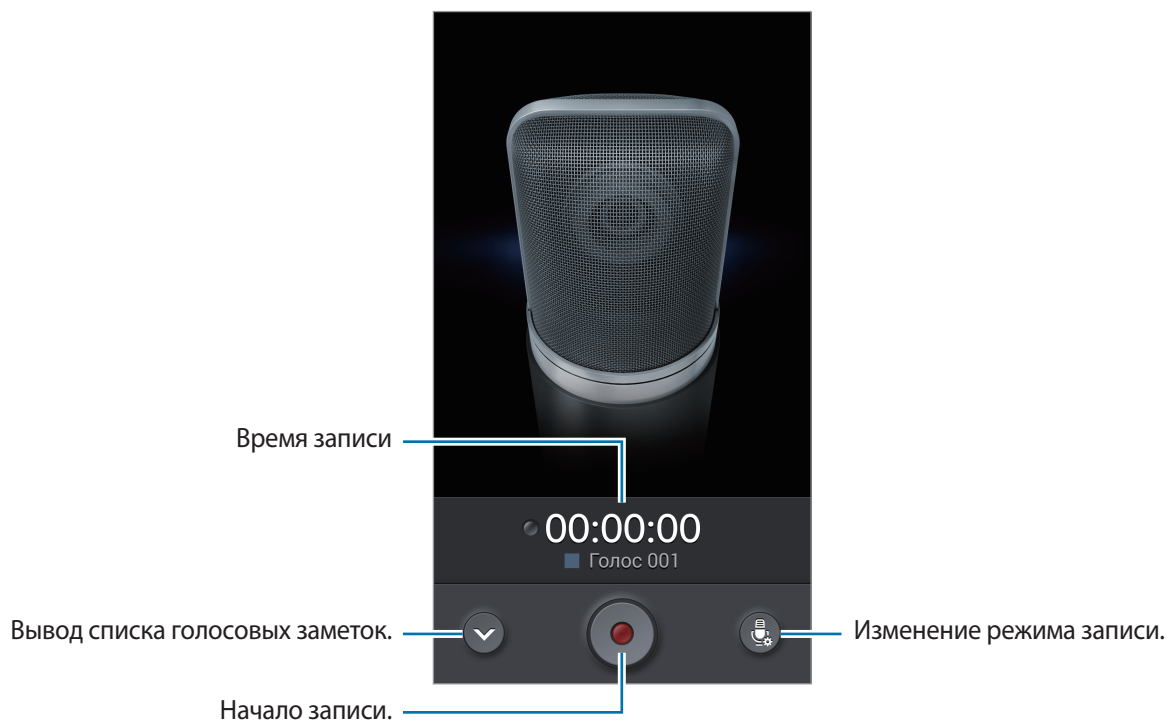 Время записи
00:00:00
Голос 001
Вывод списка голосовых заметок.
Изменение режима записи.
Начало записи.